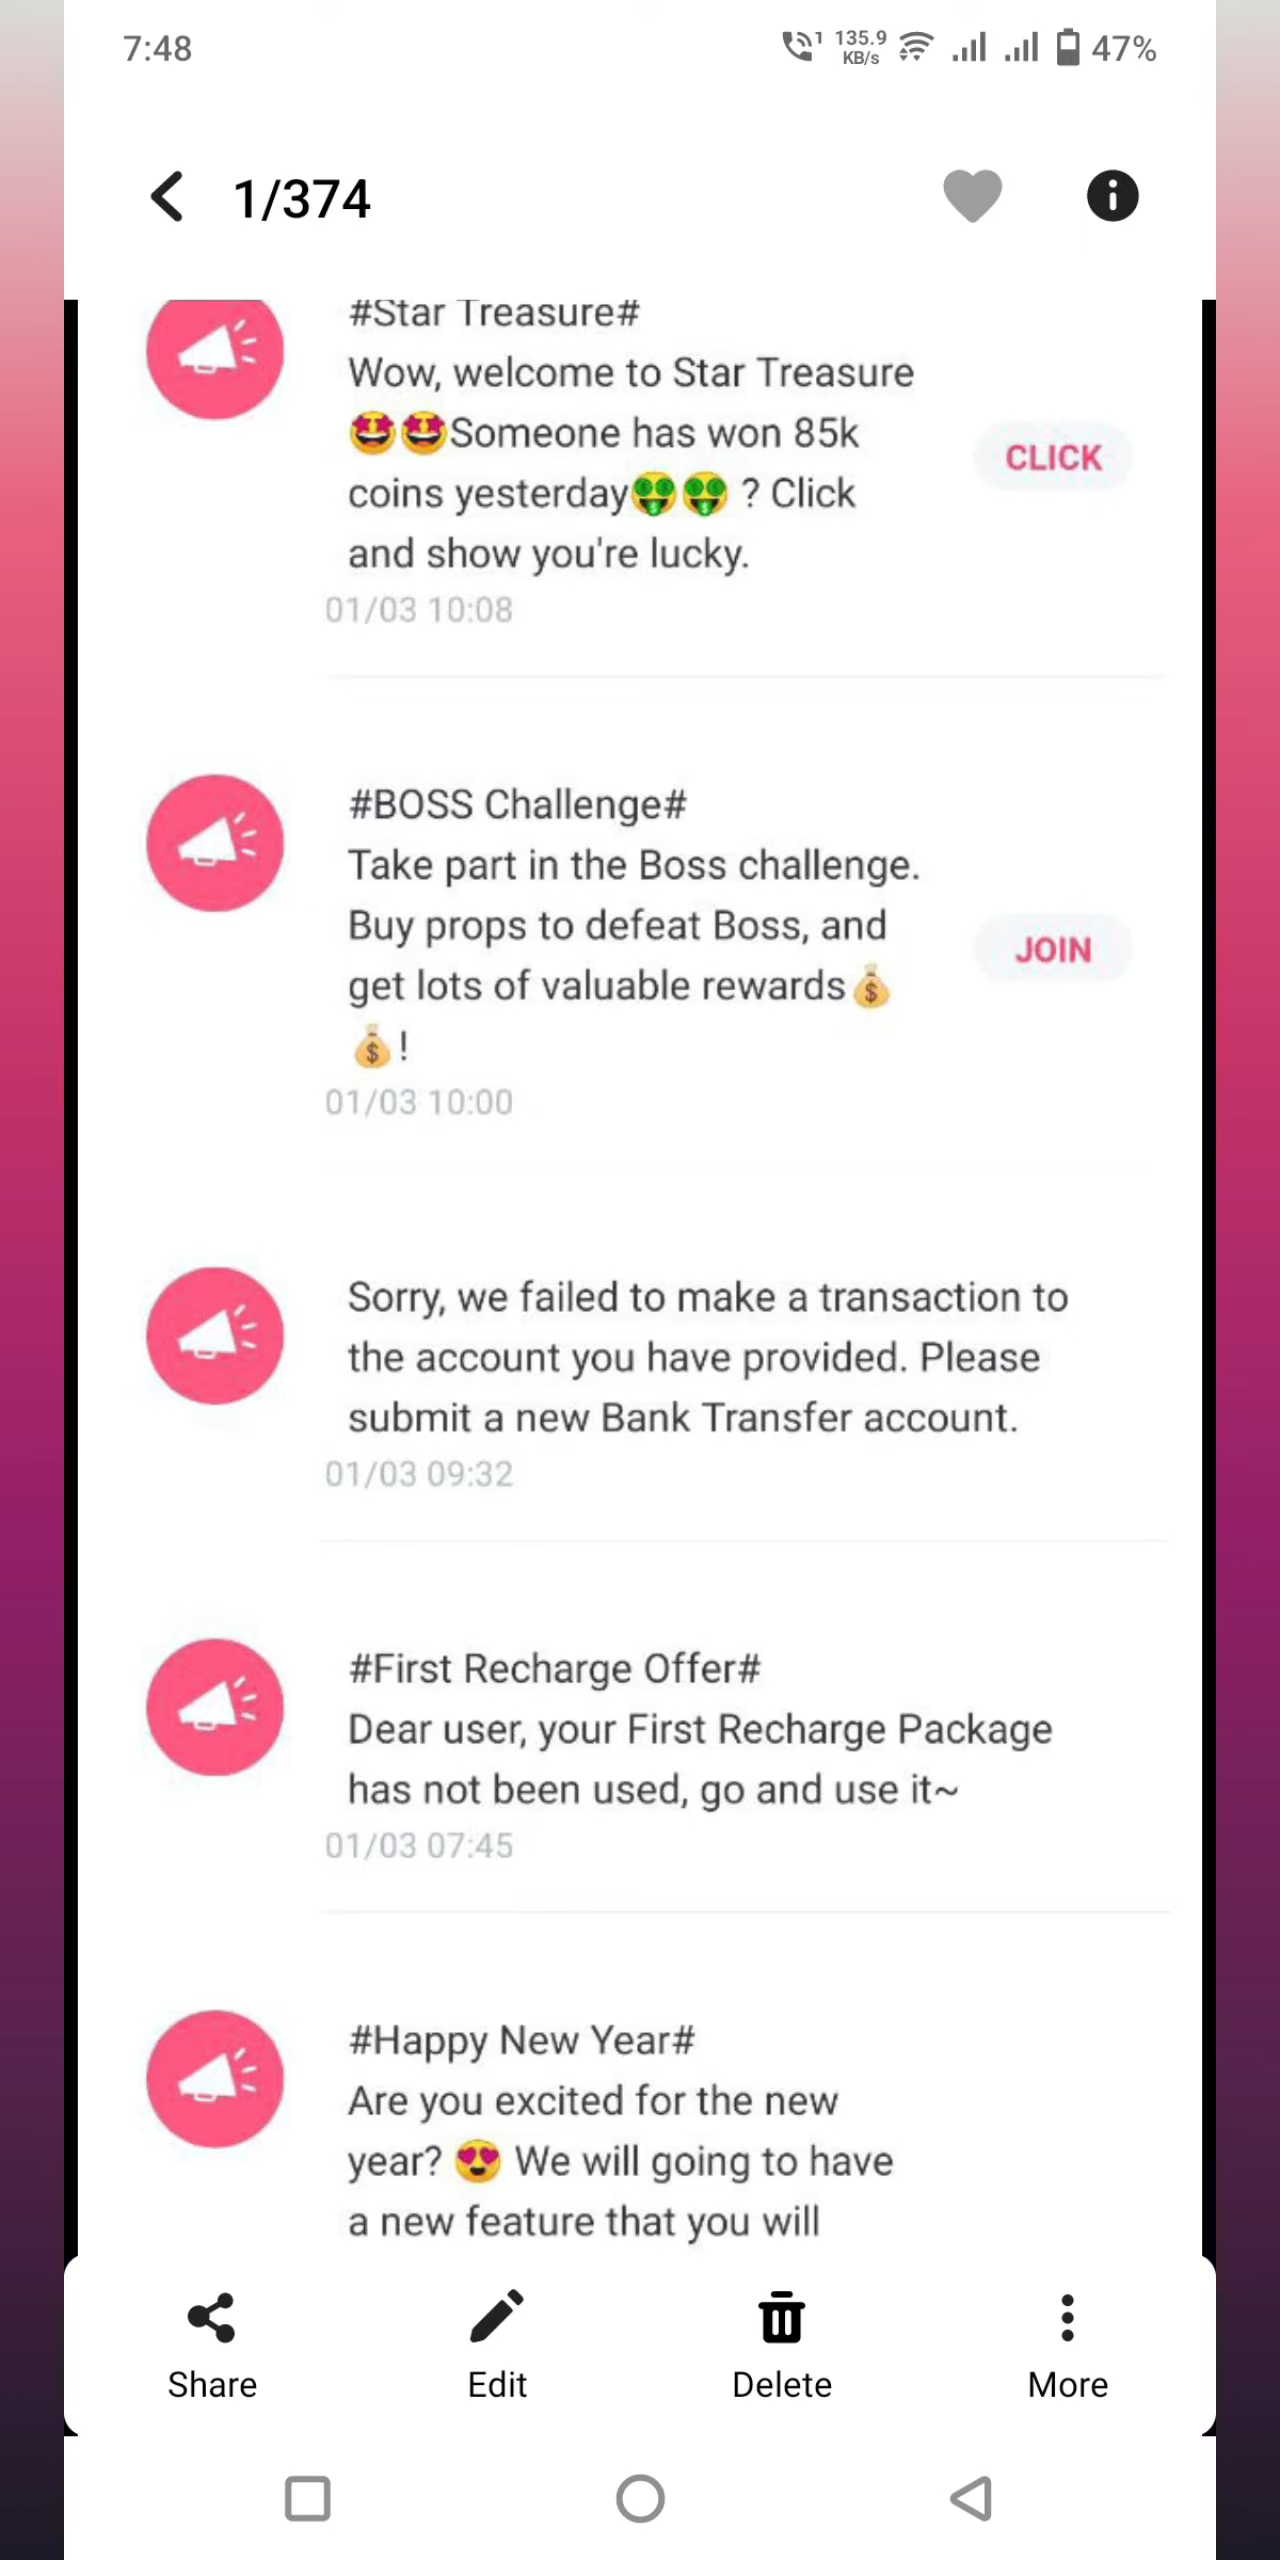 7:48
1 135.9 KB/s 47%
1/374
#Star Treasure#
Wow, welcome to Star Treasure
🤩🤩Someone has won 85k
coins yesterday🤑🤑 ? Click
and show you're lucky.
CLICK
01/03 10:08
#BOSS Challenge#
Take part in the Boss challenge.
Buy props to defeat Boss, and
get lots of valuable rewards💰
💰!
JOIN
01/03 10:00
Sorry, we failed to make a transaction to
the account you have provided. Please
submit a new Bank Transfer account.
01/03 09:32
#First Recharge Offer#
Dear user, your First Recharge Package
has not been used, go and use it~
01/03 07:45
#Happy New Year#
Are you excited for the new
year? 😍 We will going to have
a new feature that you will
Share Edit Delete More